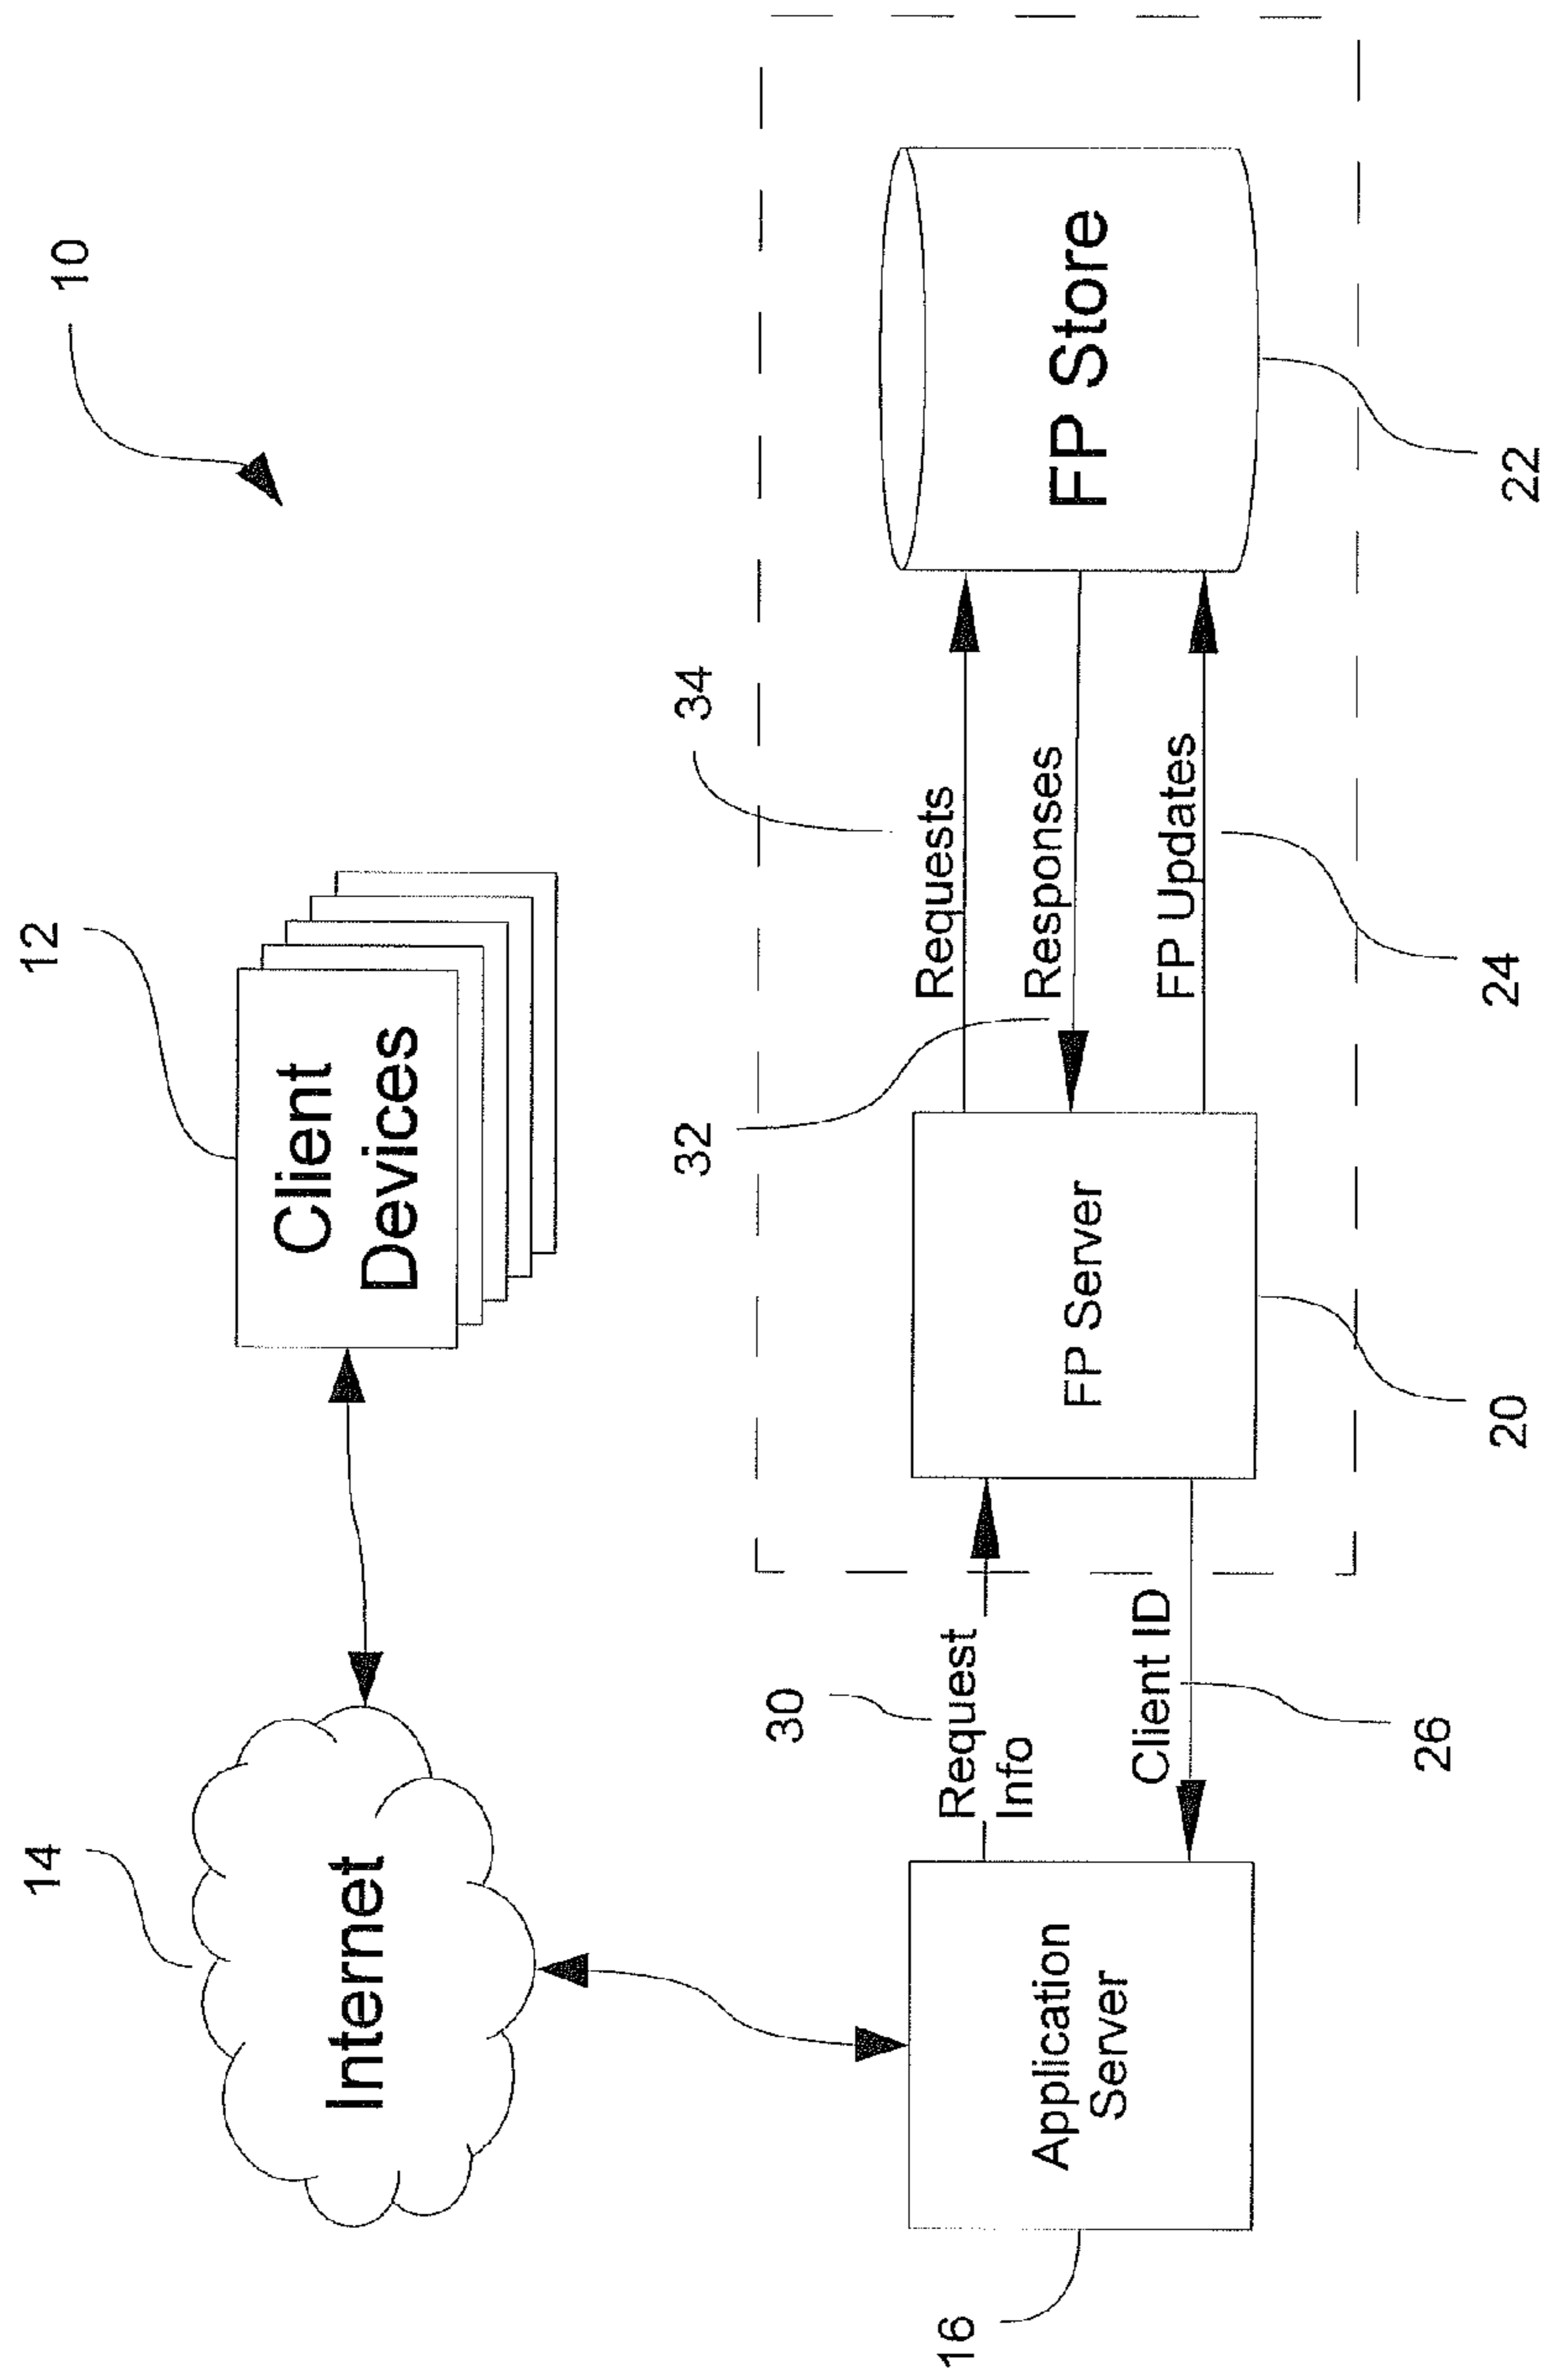 10
12
Client
Devices
14
Internet
34
Requests
32
Responses
FP Updates
24
FP Store
22
FP Server
20
30
Request
Info
Client ID
26
Application
Server
16